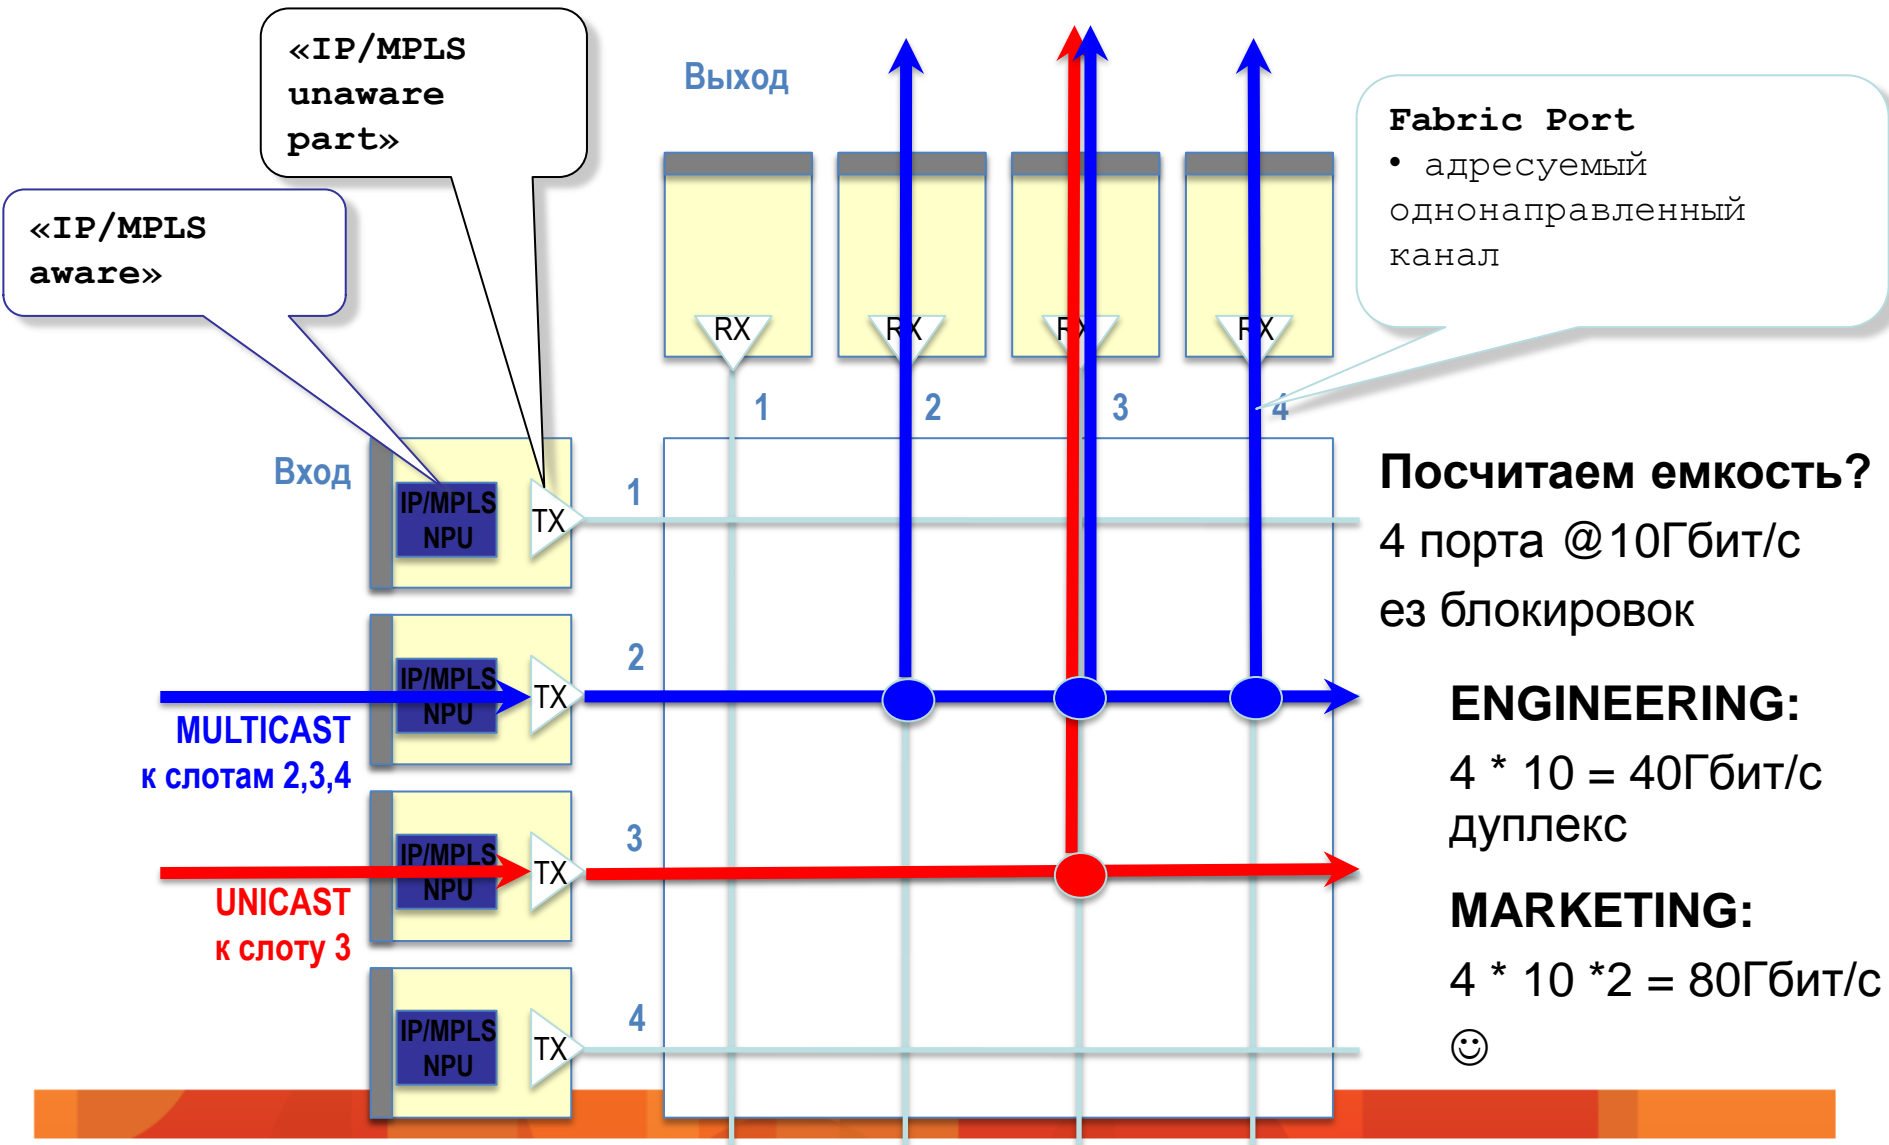 «IP/MPLS
unaware
part»
«IP/MPLS
aware»
Выход
Fabric Port
• адресуемый
однонаправленный
канал
RX
RX
RX
RX
1
2
3
4
Вход
IP/MPLS
NPU
TX
1
IP/MPLS
NPU
TX
2
MULTICAST
к слотам 2,3,4
IP/MPLS
NPU
TX
3
UNICAST
к слоту 3
IP/MPLS
NPU
TX
4
Посчитаем емкость?
4 порта @10Гбит/с
ез блокировок
ENGINEERING:
4 * 10 = 40Гбит/с
дуплекс
MARKETING:
4 * 10 *2 = 80Гбит/с
☺